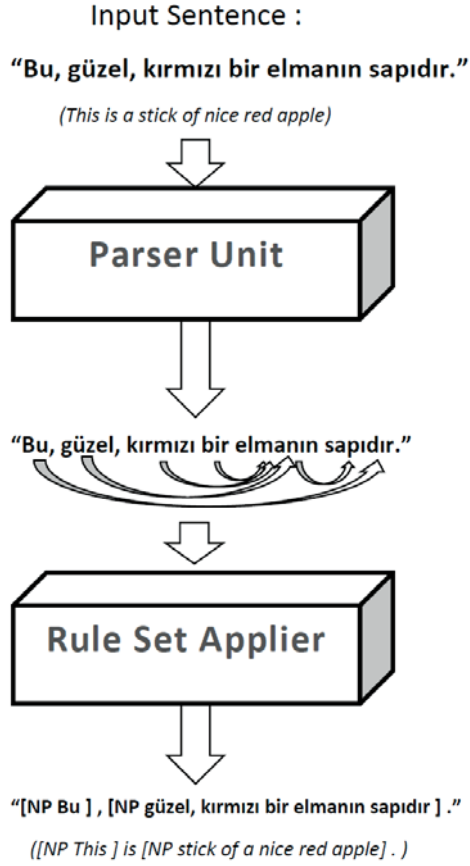 Input Sentence :
“Bu, güzel, kırmızı bir elmanın sapıdır.”
(This is a stick of nice red apple)
Parser Unit
“Bu, güzel, kırmızı bir elmanın sapıdır.”
Rule Set Applier
“[NP Bu ] , [NP güzel, kırmızı bir elmanın sapıdır ] .”
([NP This ] is [NP stick of a nice red apple] . )